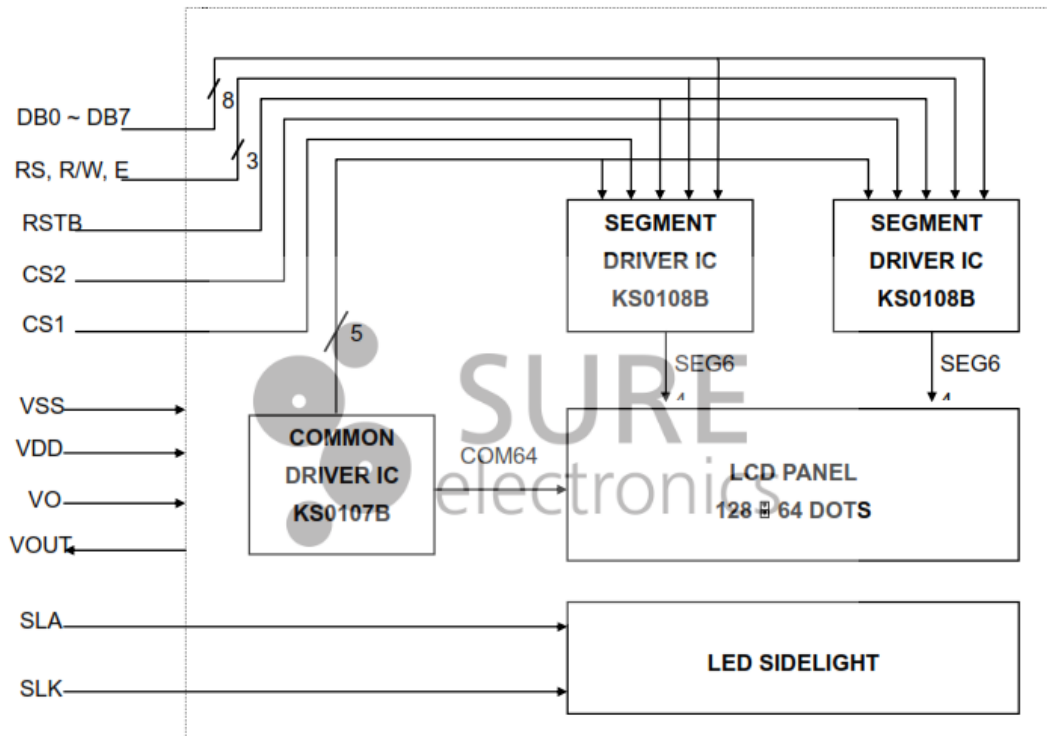 DB0 ~ DB7
8
RS, R/W, E
3
RSTB
CS2
CS1
5
SEGMENT
DRIVER IC
KS0108B
SEGMENT
DRIVER IC
KS0108B
SEG6
4
SEG6
4
VSS
VDD
VO
VOUT
COMMON
DRIVER IC
KS0107B
COM64
LCD PANEL
128 64 DOTS
SURE
electronics
SLA
SLK
LED SIDELIGHT